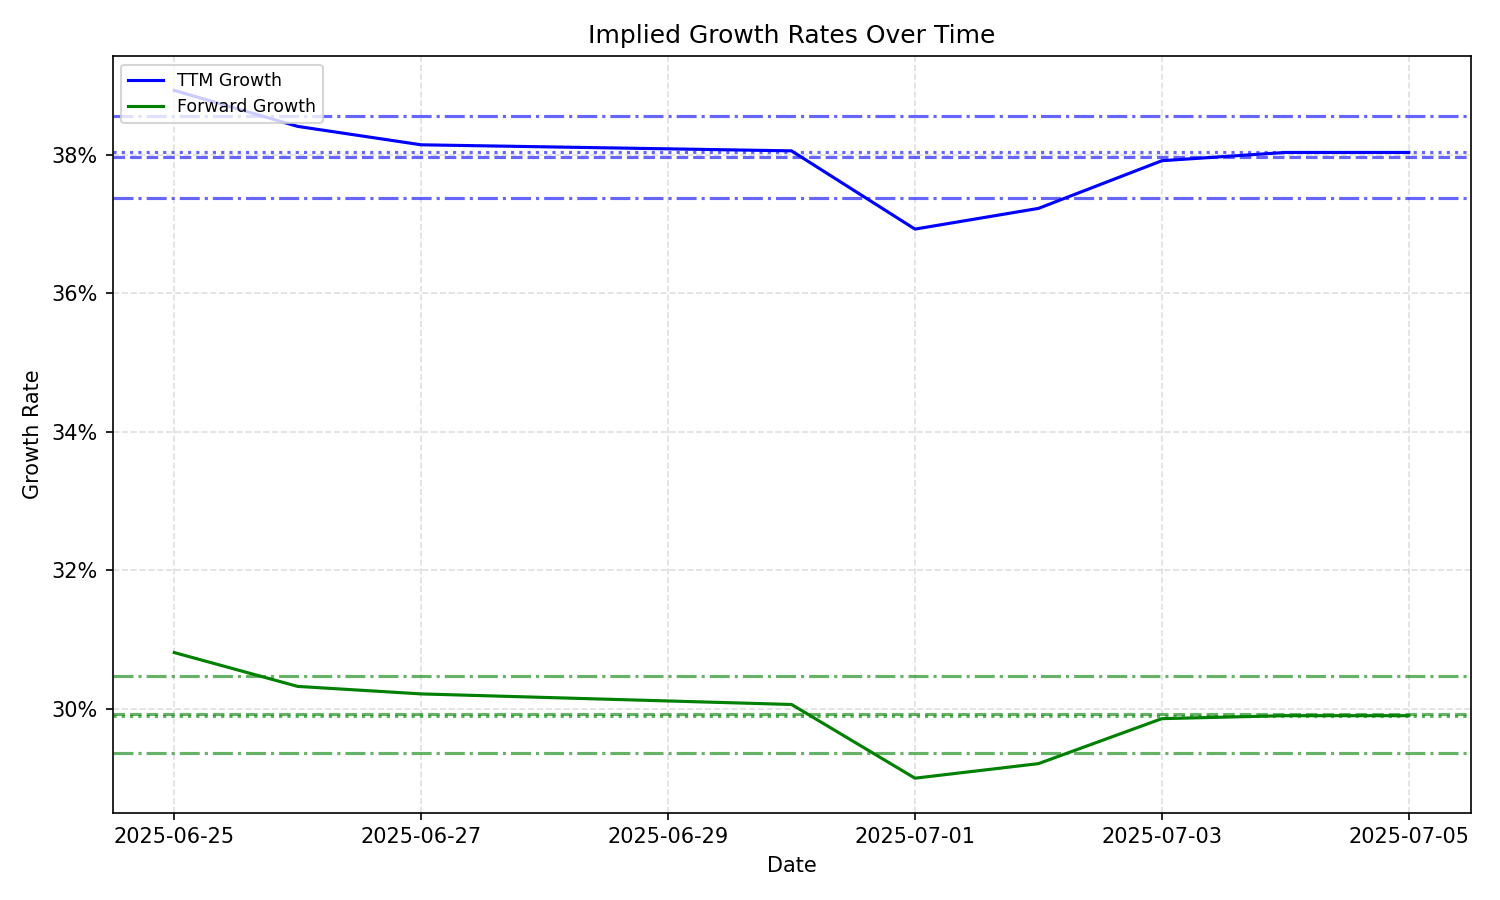 Implied Growth Rates Over Time
TTM Growth
Forward Growth
38%
36%
34%
32%
30%
Growth Rate
2025-06-25
2025-06-27
2025-06-29
2025-07-01
2025-07-03
2025-07-05
Date